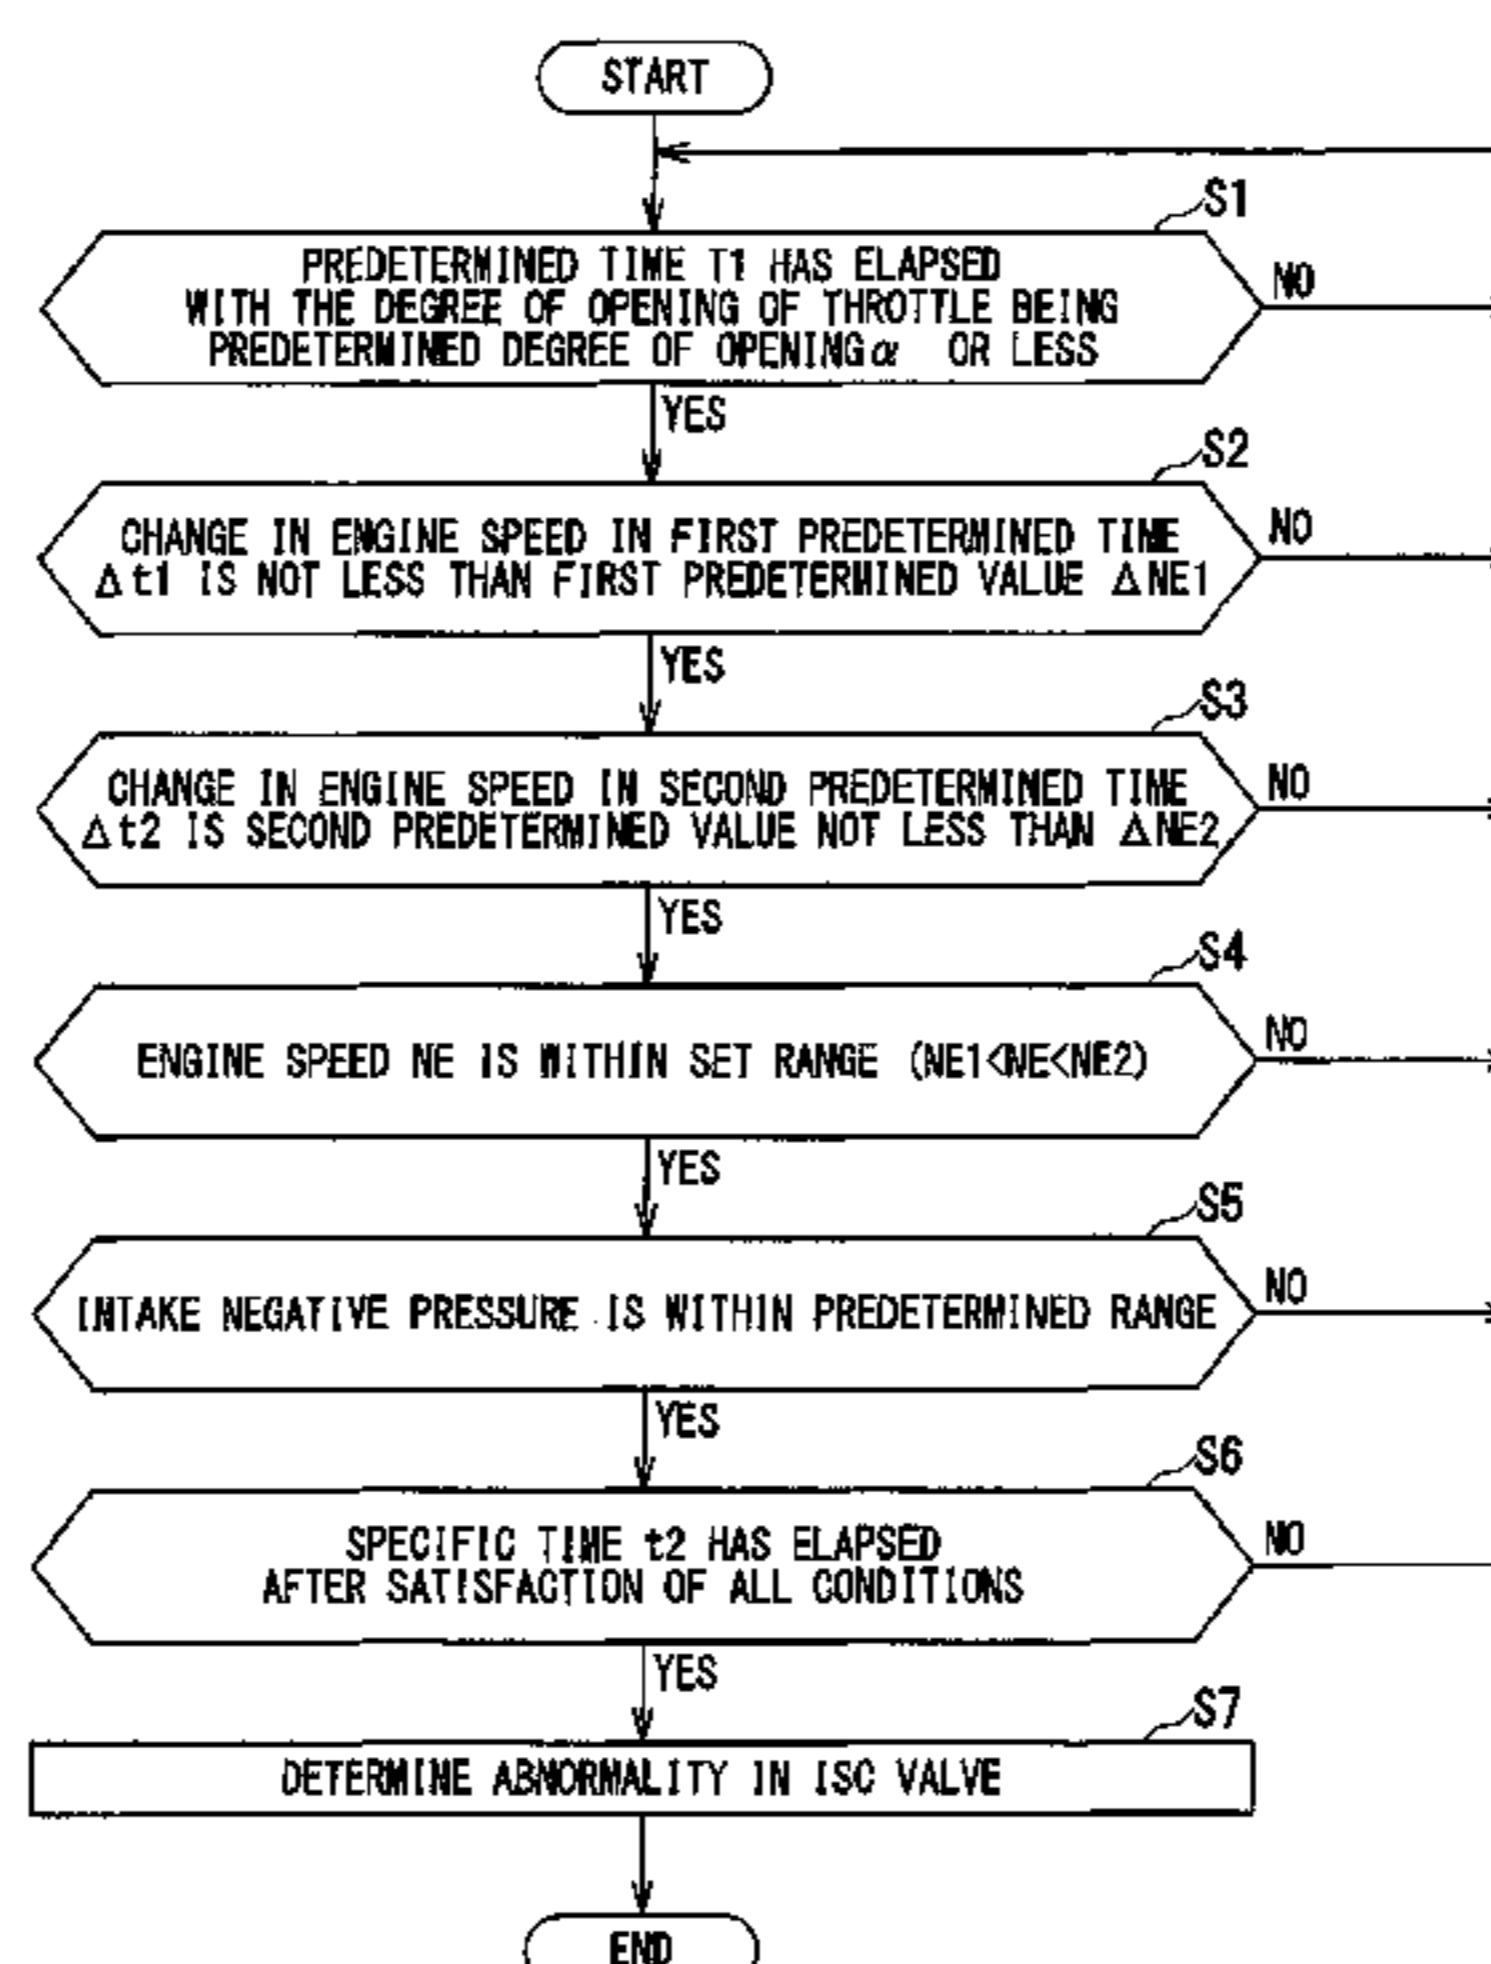 START
S1
PREDETERMINED TIME T1 HAS ELAPSED
WITH THE DEGREE OF OPENING OF THROTTLE BEING
PREDETERMINED DEGREE OF OPENING α OR LESS
NO
YES
S2
CHANGE IN ENGINE SPEED IN FIRST PREDETERMINED TIME
Δt1 IS NOT LESS THAN FIRST PREDETERMINED VALUE ΔNE1
NO
YES
S3
CHANGE IN ENGINE SPEED IN SECOND PREDETERMINED TIME
Δt2 IS SECOND PREDETERMINED VALUE NOT LESS THAN ΔNE2
NO
YES
S4
ENGINE SPEED NE IS WITHIN SET RANGE (NE1<NE<NE2)
NO
YES
S5
INTAKE NEGATIVE PRESSURE IS WITHIN PREDETERMINED RANGE
NO
YES
S6
SPECIFIC TIME t2 HAS ELAPSED
AFTER SATISFACTION OF ALL CONDITIONS
NO
YES
S7
DETERMINE ABNORMALITY IN ISC VALVE
END